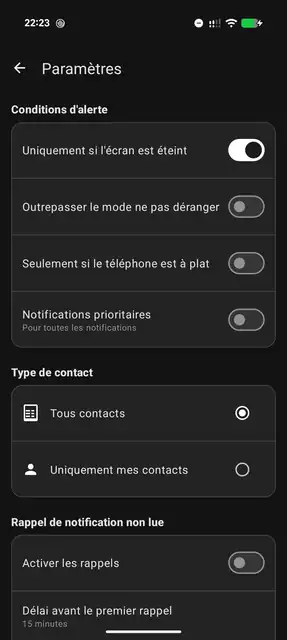 22:23
Paramètres
Conditions d'alerte
Uniquement si l'écran est éteint
Outrepasser le mode ne pas déranger
Seulement si le téléphone est à plat
Notifications prioritaires
Pour toutes les notifications
Type de contact
Tous contacts
Uniquement mes contacts
Rappel de notification non lue
Activer les rappels
Délai avant le premier rappel
15 minutes